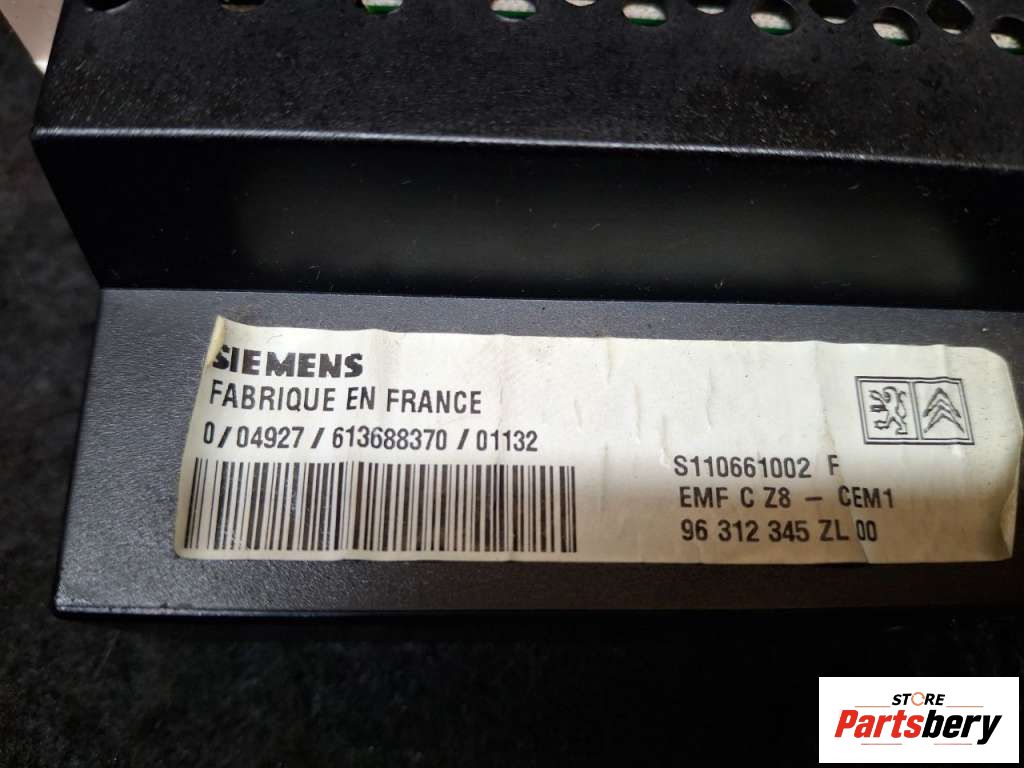 SIEMENS
FABRIQUE EN FRANCE
0/04927/613688370/01132
S110661002 F
EMF C Z8 - CEM1
96 312 345 ZL 00
STORE
Partsbery